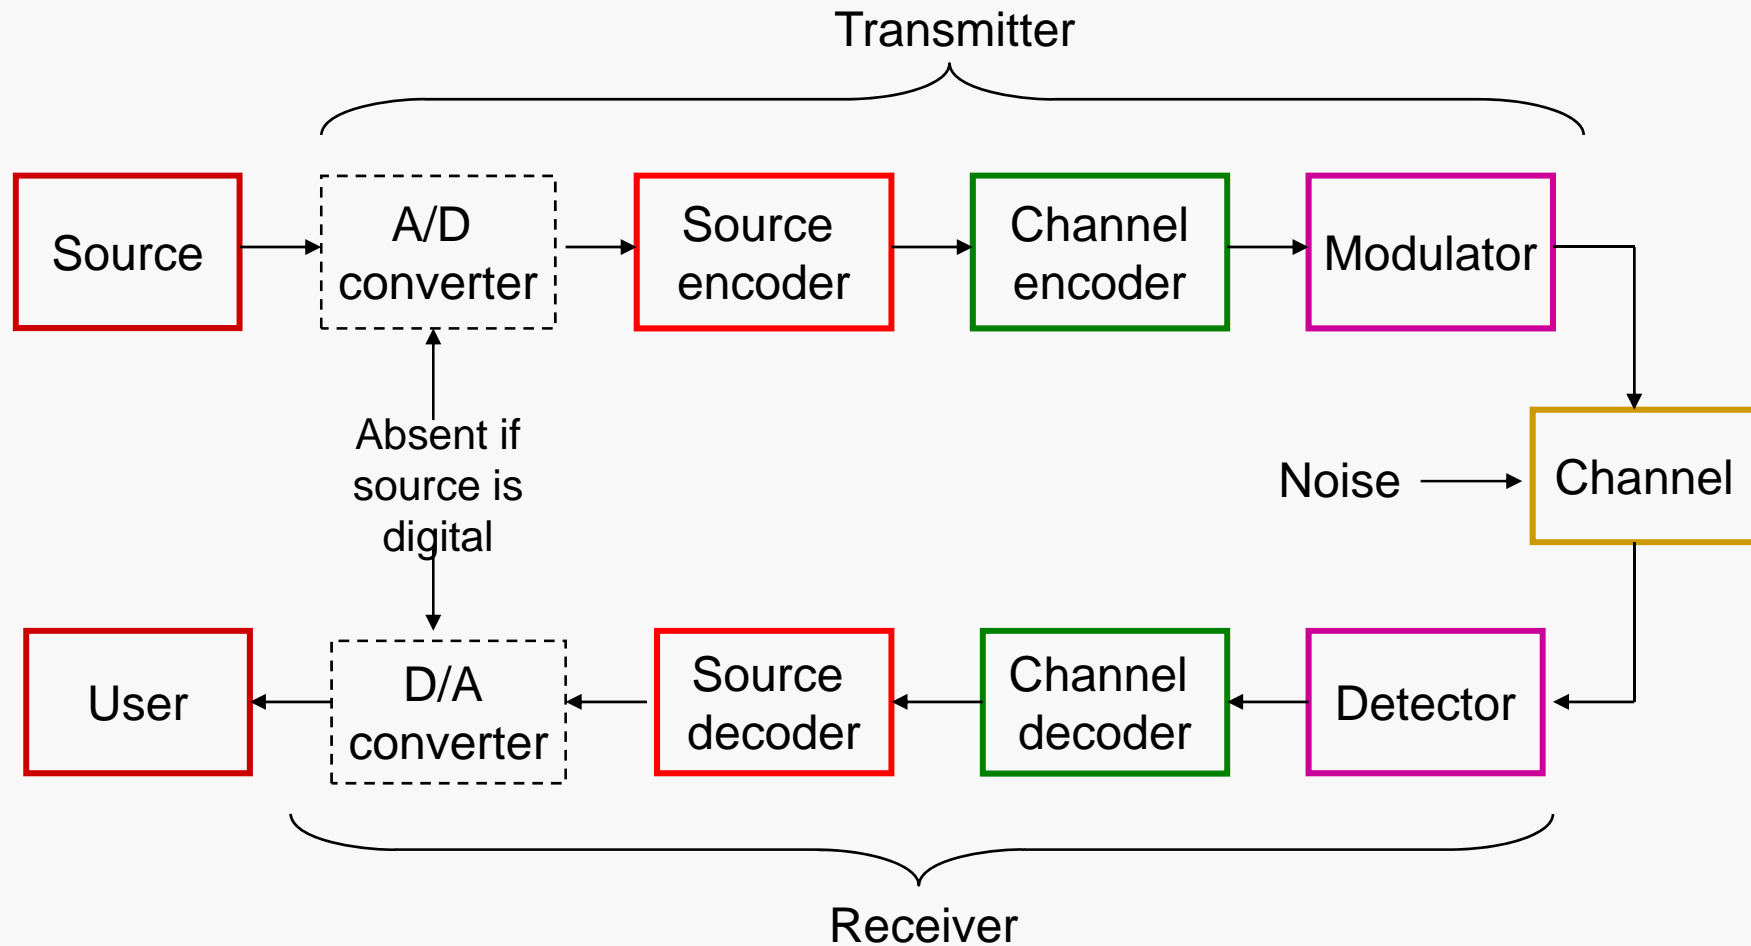 Transmitter
Source
A/D
converter
Source
encoder
Channel
encoder
Modulator
Absent if
source is
digital
Noise
Channel
User
D/A
converter
Source
decoder
Channel
decoder
Detector
Receiver